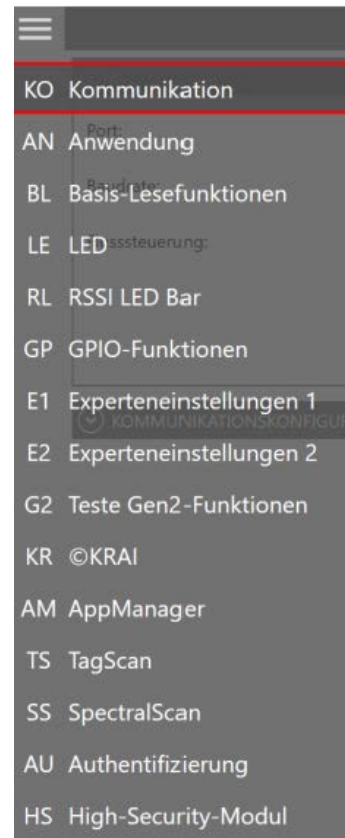 KO Kommunikation
Port:
AN Anwendung
Baudrate:
BL Basis-Lesefunktionen
LE LED
RL RSSI LED Bar
GP GPIO-Funktionen
E1 Experteneinstellungen 1
E2 Experteneinstellungen 2
G2 Teste Gen2-Funktionen
KR ©KRAI
AM AppManager
TS TagScan
SS SpectralScan
AU Authentifizierung
HS High-Security-Modul